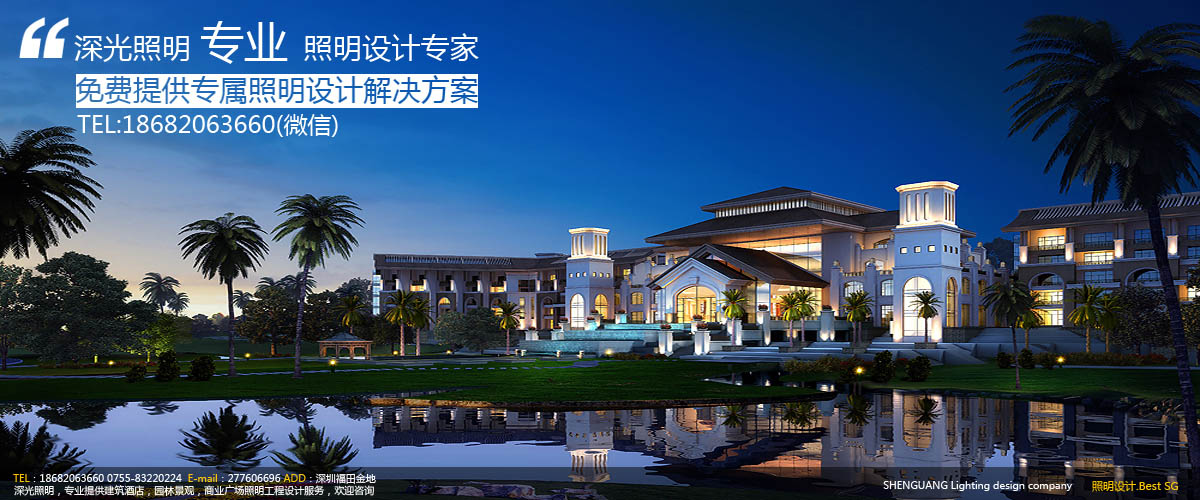 “ 深光照明 专业 照明设计专家
免费提供专属照明设计解决方案
TEL:18682063660(微信)
TEL：18682063660 0755-83220224 E-mail：277606696 ADD：深圳福田金地
深光照明，专业提供建筑酒店，园林景观，商业广场照明工程设计服务，欢迎咨询
SHENGUANG Lighting design company 照明设计.Best SG